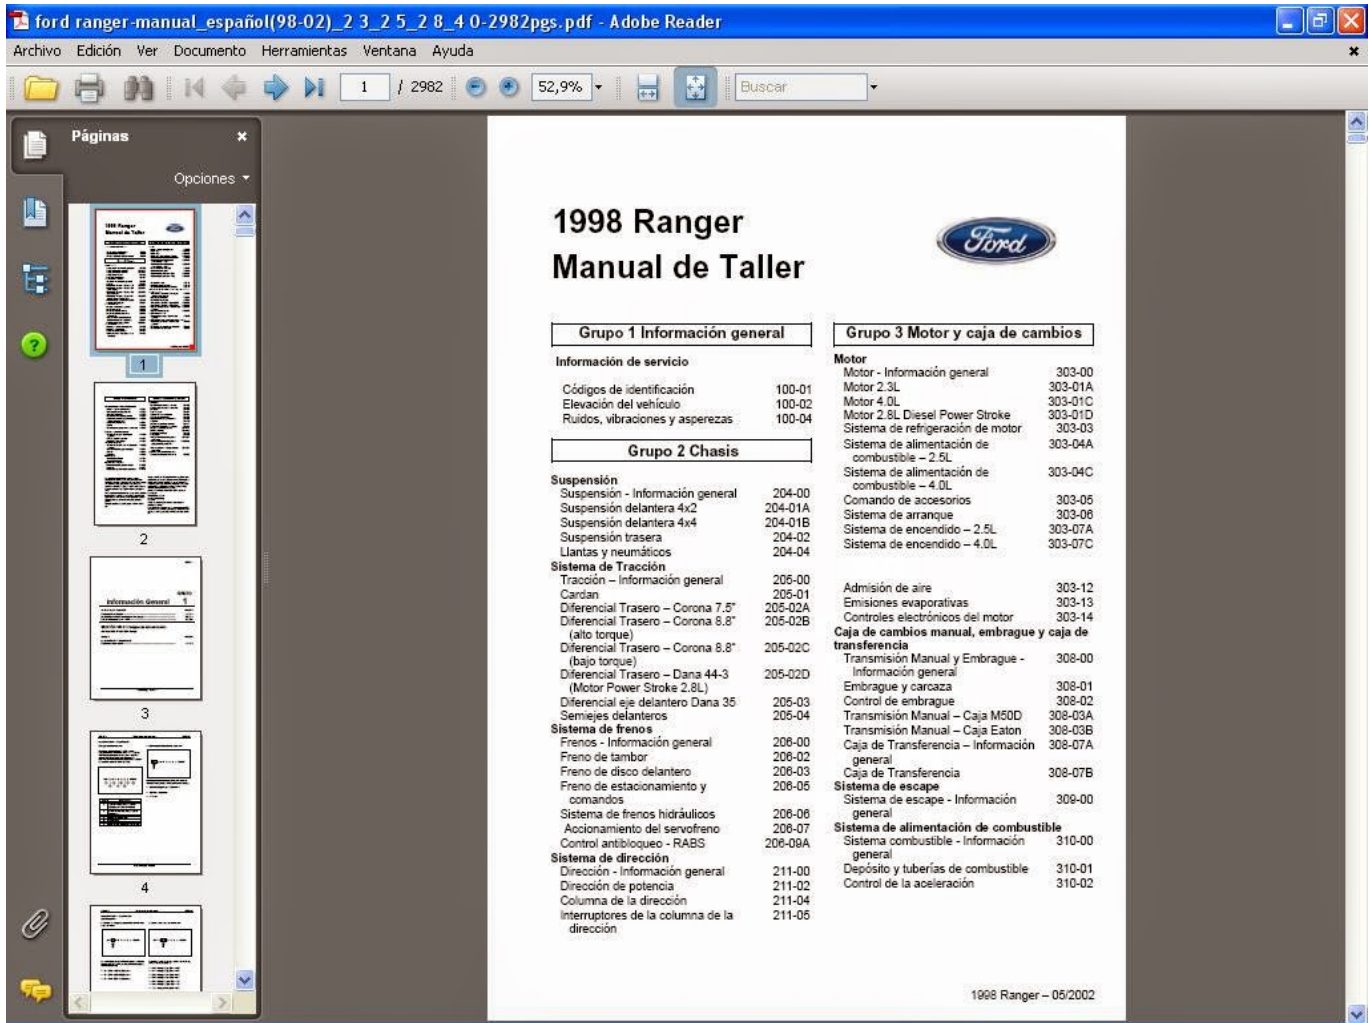 ford ranger-manual_español(98-02)_2 3_2 5_2 8_4 0-2982pgs.pdf - Adobe Reader
Archivo Edición Ver Documento Herramientas Ventana Ayuda
1 / 2982 52,9% Buscar
Páginas
Opciones
1
2
Información General 1
3
4
1998 Ranger
Manual de Taller
Ford
Grupo 1 Información general
Información de servicio
Códigos de identificación 100-01
Elevación del vehículo 100-02
Ruidos, vibraciones y asperezas 100-04
Grupo 2 Chasis
Suspensión
Suspensión - Información general 204-00
Suspensión delantera 4x2 204-01A
Suspensión delantera 4x4 204-01B
Suspensión trasera 204-02
Llantas y neumáticos 204-04
Sistema de Tracción
Tracción – Información general 205-00
Cardan 205-01
Diferencial Trasero – Corona 7.5" 205-02A
Diferencial Trasero – Corona 8.8" 205-02B
(alto torque)
Diferencial Trasero – Corona 8.8" 205-02C
(bajo torque)
Diferencial Trasero – Dana 44-3 205-02D
(Motor Power Stroke 2.8L)
Diferencial eje delantero Dana 35 205-03
Semiejes delanteros 205-04
Sistema de frenos
Frenos - Información general 206-00
Freno de tambor 206-02
Freno de disco delantero 206-03
Freno de estacionamiento y 206-05
comandos
Sistema de frenos hidráulicos 206-06
Accionamiento del servofreno 206-07
Control antibloqueo - RABS 206-09A
Sistema de dirección
Dirección - Información general 211-00
Dirección de potencia 211-02
Columna de la dirección 211-04
Interruptores de la columna de la 211-05
dirección
Grupo 3 Motor y caja de cambios
Motor
Motor - Información general 303-00
Motor 2.3L 303-01A
Motor 4.0L 303-01C
Motor 2.8L Diesel Power Stroke 303-01D
Sistema de refrigeración de motor 303-03
Sistema de alimentación de 303-04A
combustible – 2.5L
Sistema de alimentación de 303-04C
combustible – 4.0L
Comando de accesorios 303-05
Sistema de arranque 303-06
Sistema de encendido – 2.5L 303-07A
Sistema de encendido – 4.0L 303-07C
Admisión de aire 303-12
Emisiones evaporativas 303-13
Controles electrónicos del motor 303-14
Caja de cambios manual, embrague y caja de
transferencia
Transmisión Manual y Embrague - 308-00
Información general
Embrague y carcaza 308-01
Control de embrague 308-02
Transmisión Manual – Caja M50D 308-03A
Transmisión Manual – Caja Eaton 308-03B
Caja de Transferencia – Información 308-07A
general
Caja de Transferencia 308-07B
Sistema de escape
Sistema de escape - Información 309-00
general
Sistema de alimentación de combustible
Sistema combustible - Información 310-00
general
Depósito y tuberías de combustible 310-01
Control de la aceleración 310-02
1998 Ranger – 05/2002